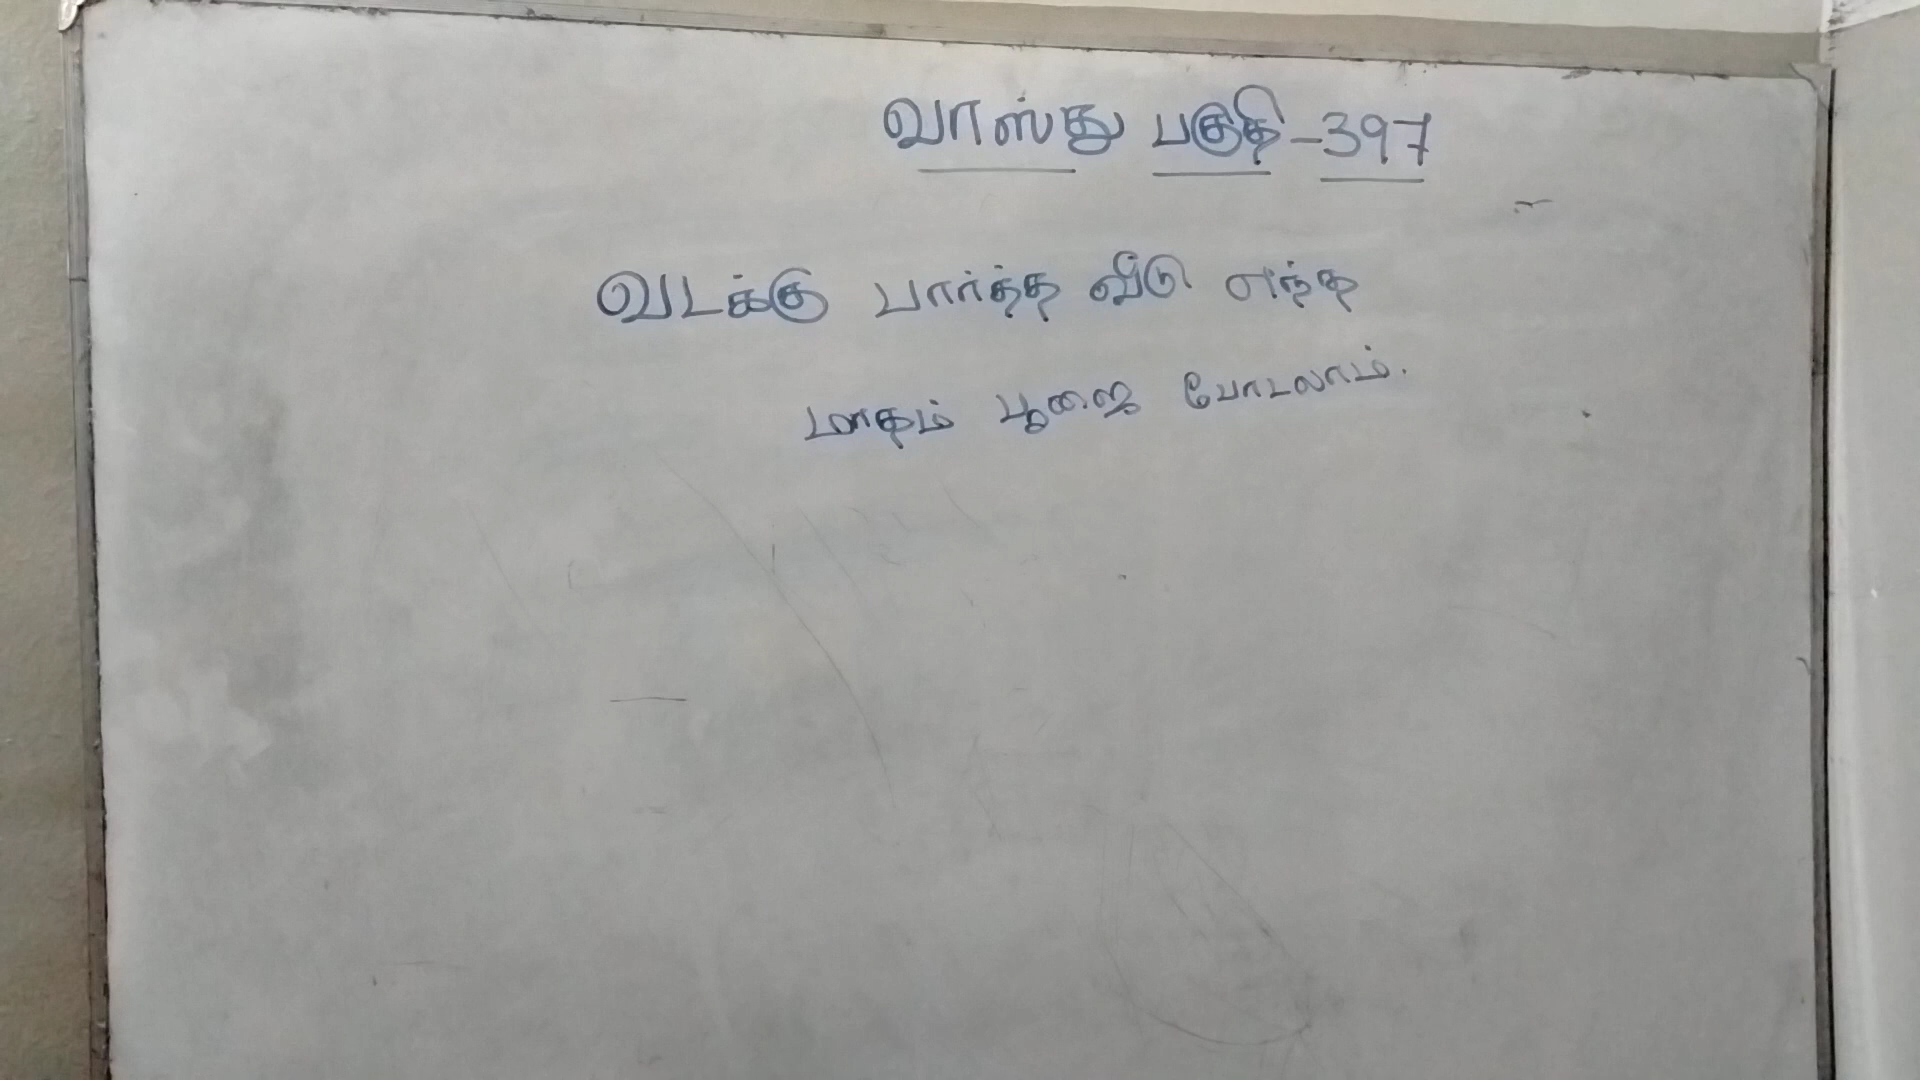 வாஸ்து பகுதி-397
வடக்கு பார்த்த வீடு எந்த
மாதம் பூஜை போடலாம்.